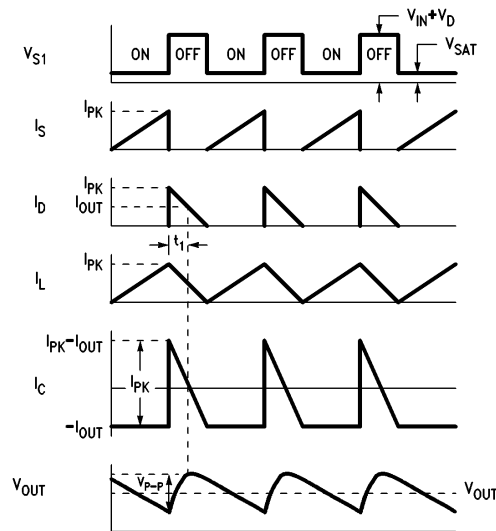 V_IN + V_D
V_S1
ON
OFF
ON
OFF
ON
OFF
V_SAT
I_PK
I_S
I_PK
I_OUT
I_D
t_1
I_PK
I_L
I_PK – I_OUT
I_C
I_PK
–I_OUT
V_OUT
V_P–P
V_OUT